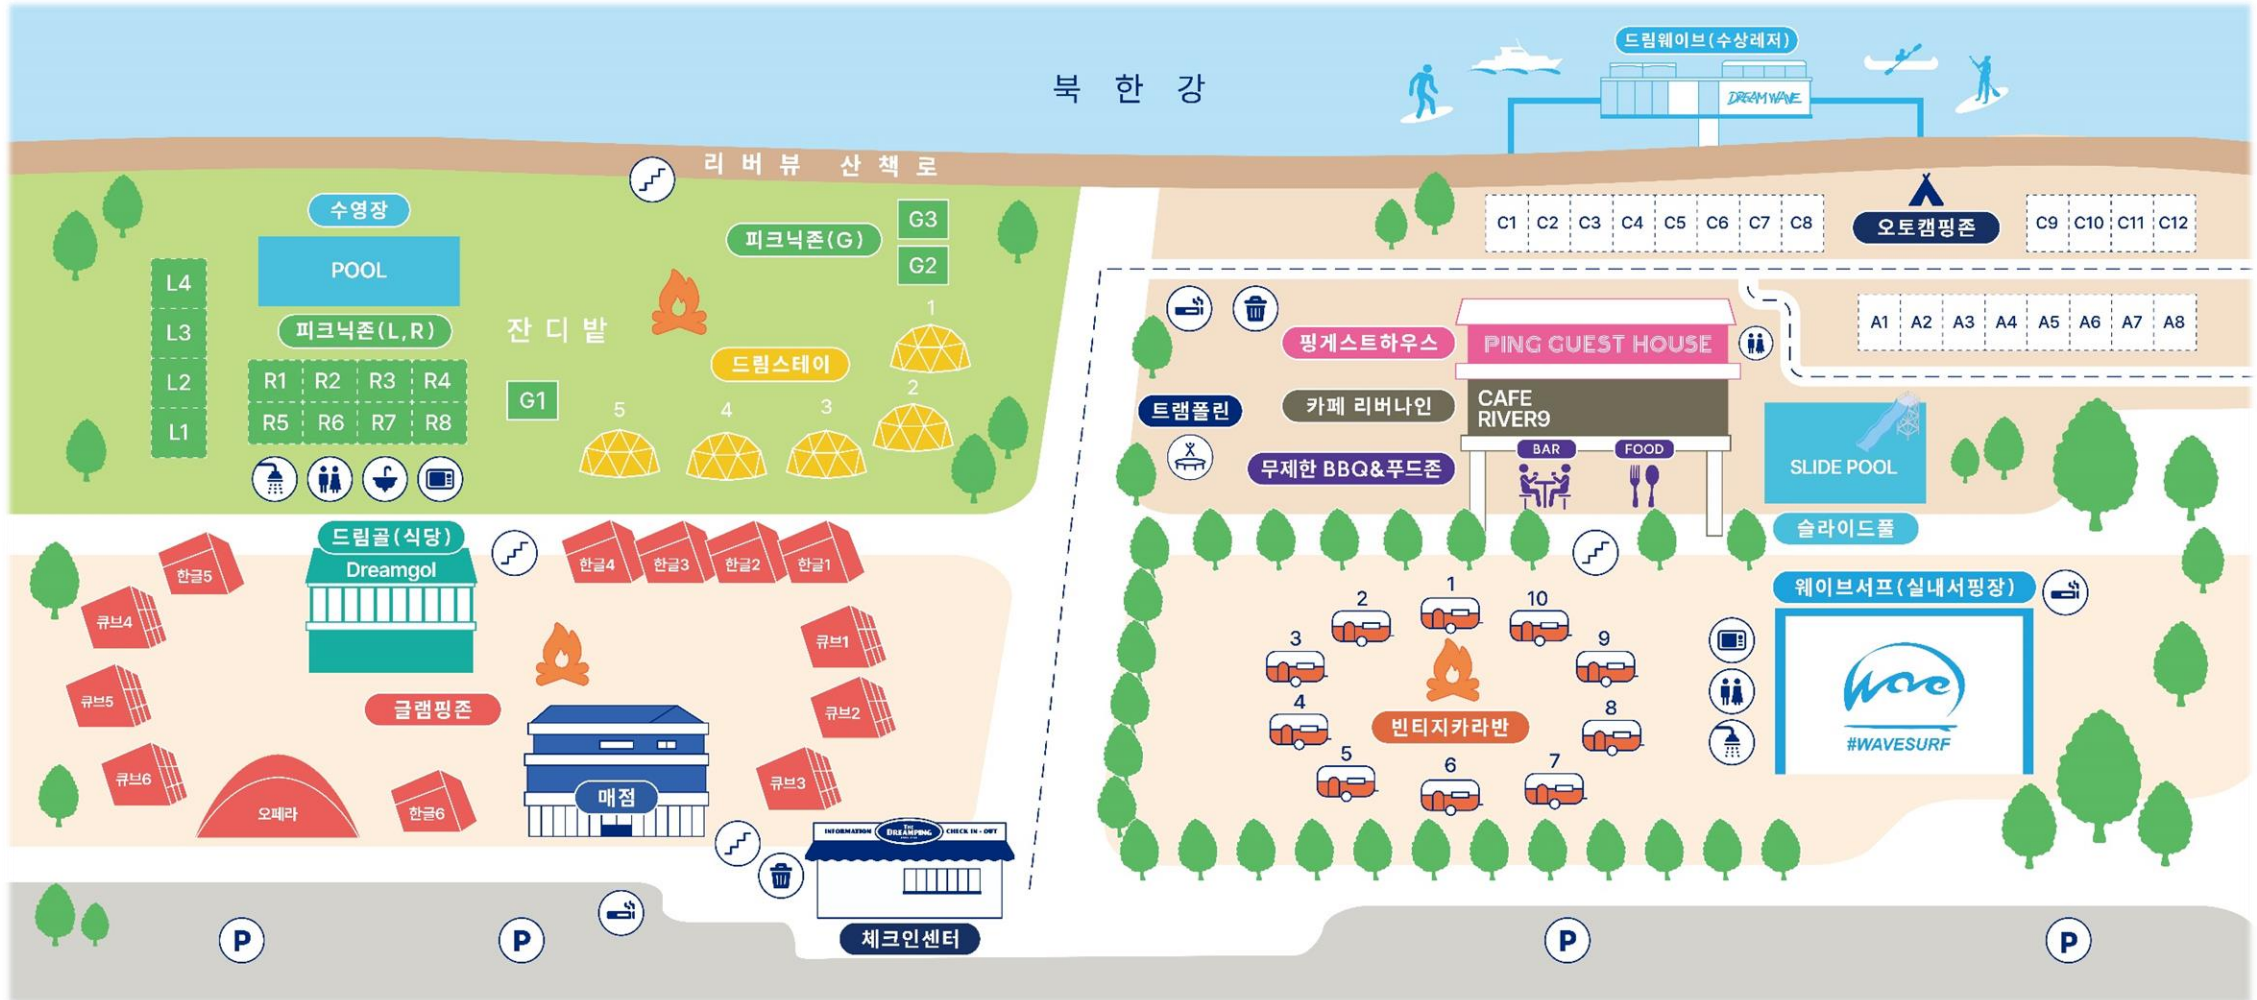 드림웨이브(수상레저)
DREAM WAVE
북 한 강
리 버 뷰 산 책 로
수영장
POOL
피크닉존(L,R)
L4
L3
L2
L1
R1 R2 R3 R4
R5 R6 R7 R8
잔 디 밭
G1
피크닉존(G)
G3
G2
드림스테이
1
2
3
4
5
C1 C2 C3 C4 C5 C6 C7 C8
오토캠핑존
C9 C10 C11 C12
A1 A2 A3 A4 A5 A6 A7 A8
핑게스트하우스
PING GUEST HOUSE
카페 리버나인
CAFE
RIVER9
트램폴린
무제한 BBQ&푸드존
BAR
FOOD
SLIDE POOL
슬라이드풀
드림골(식당)
Dreamgol
한글5
한글4
한글3
한글2
한글1
큐브4
큐브5
큐브6
큐브1
큐브2
큐브3
글램핑존
오페라
한글6
매점
INFORMATION
THE
DREAMPING
CHECK IN - OUT
체크인센터
1
2
3
4
5
6
7
8
9
10
빈티지카라반
웨이브서프(실내서핑장)
Wave
#WAVESURF
P
P
P
P